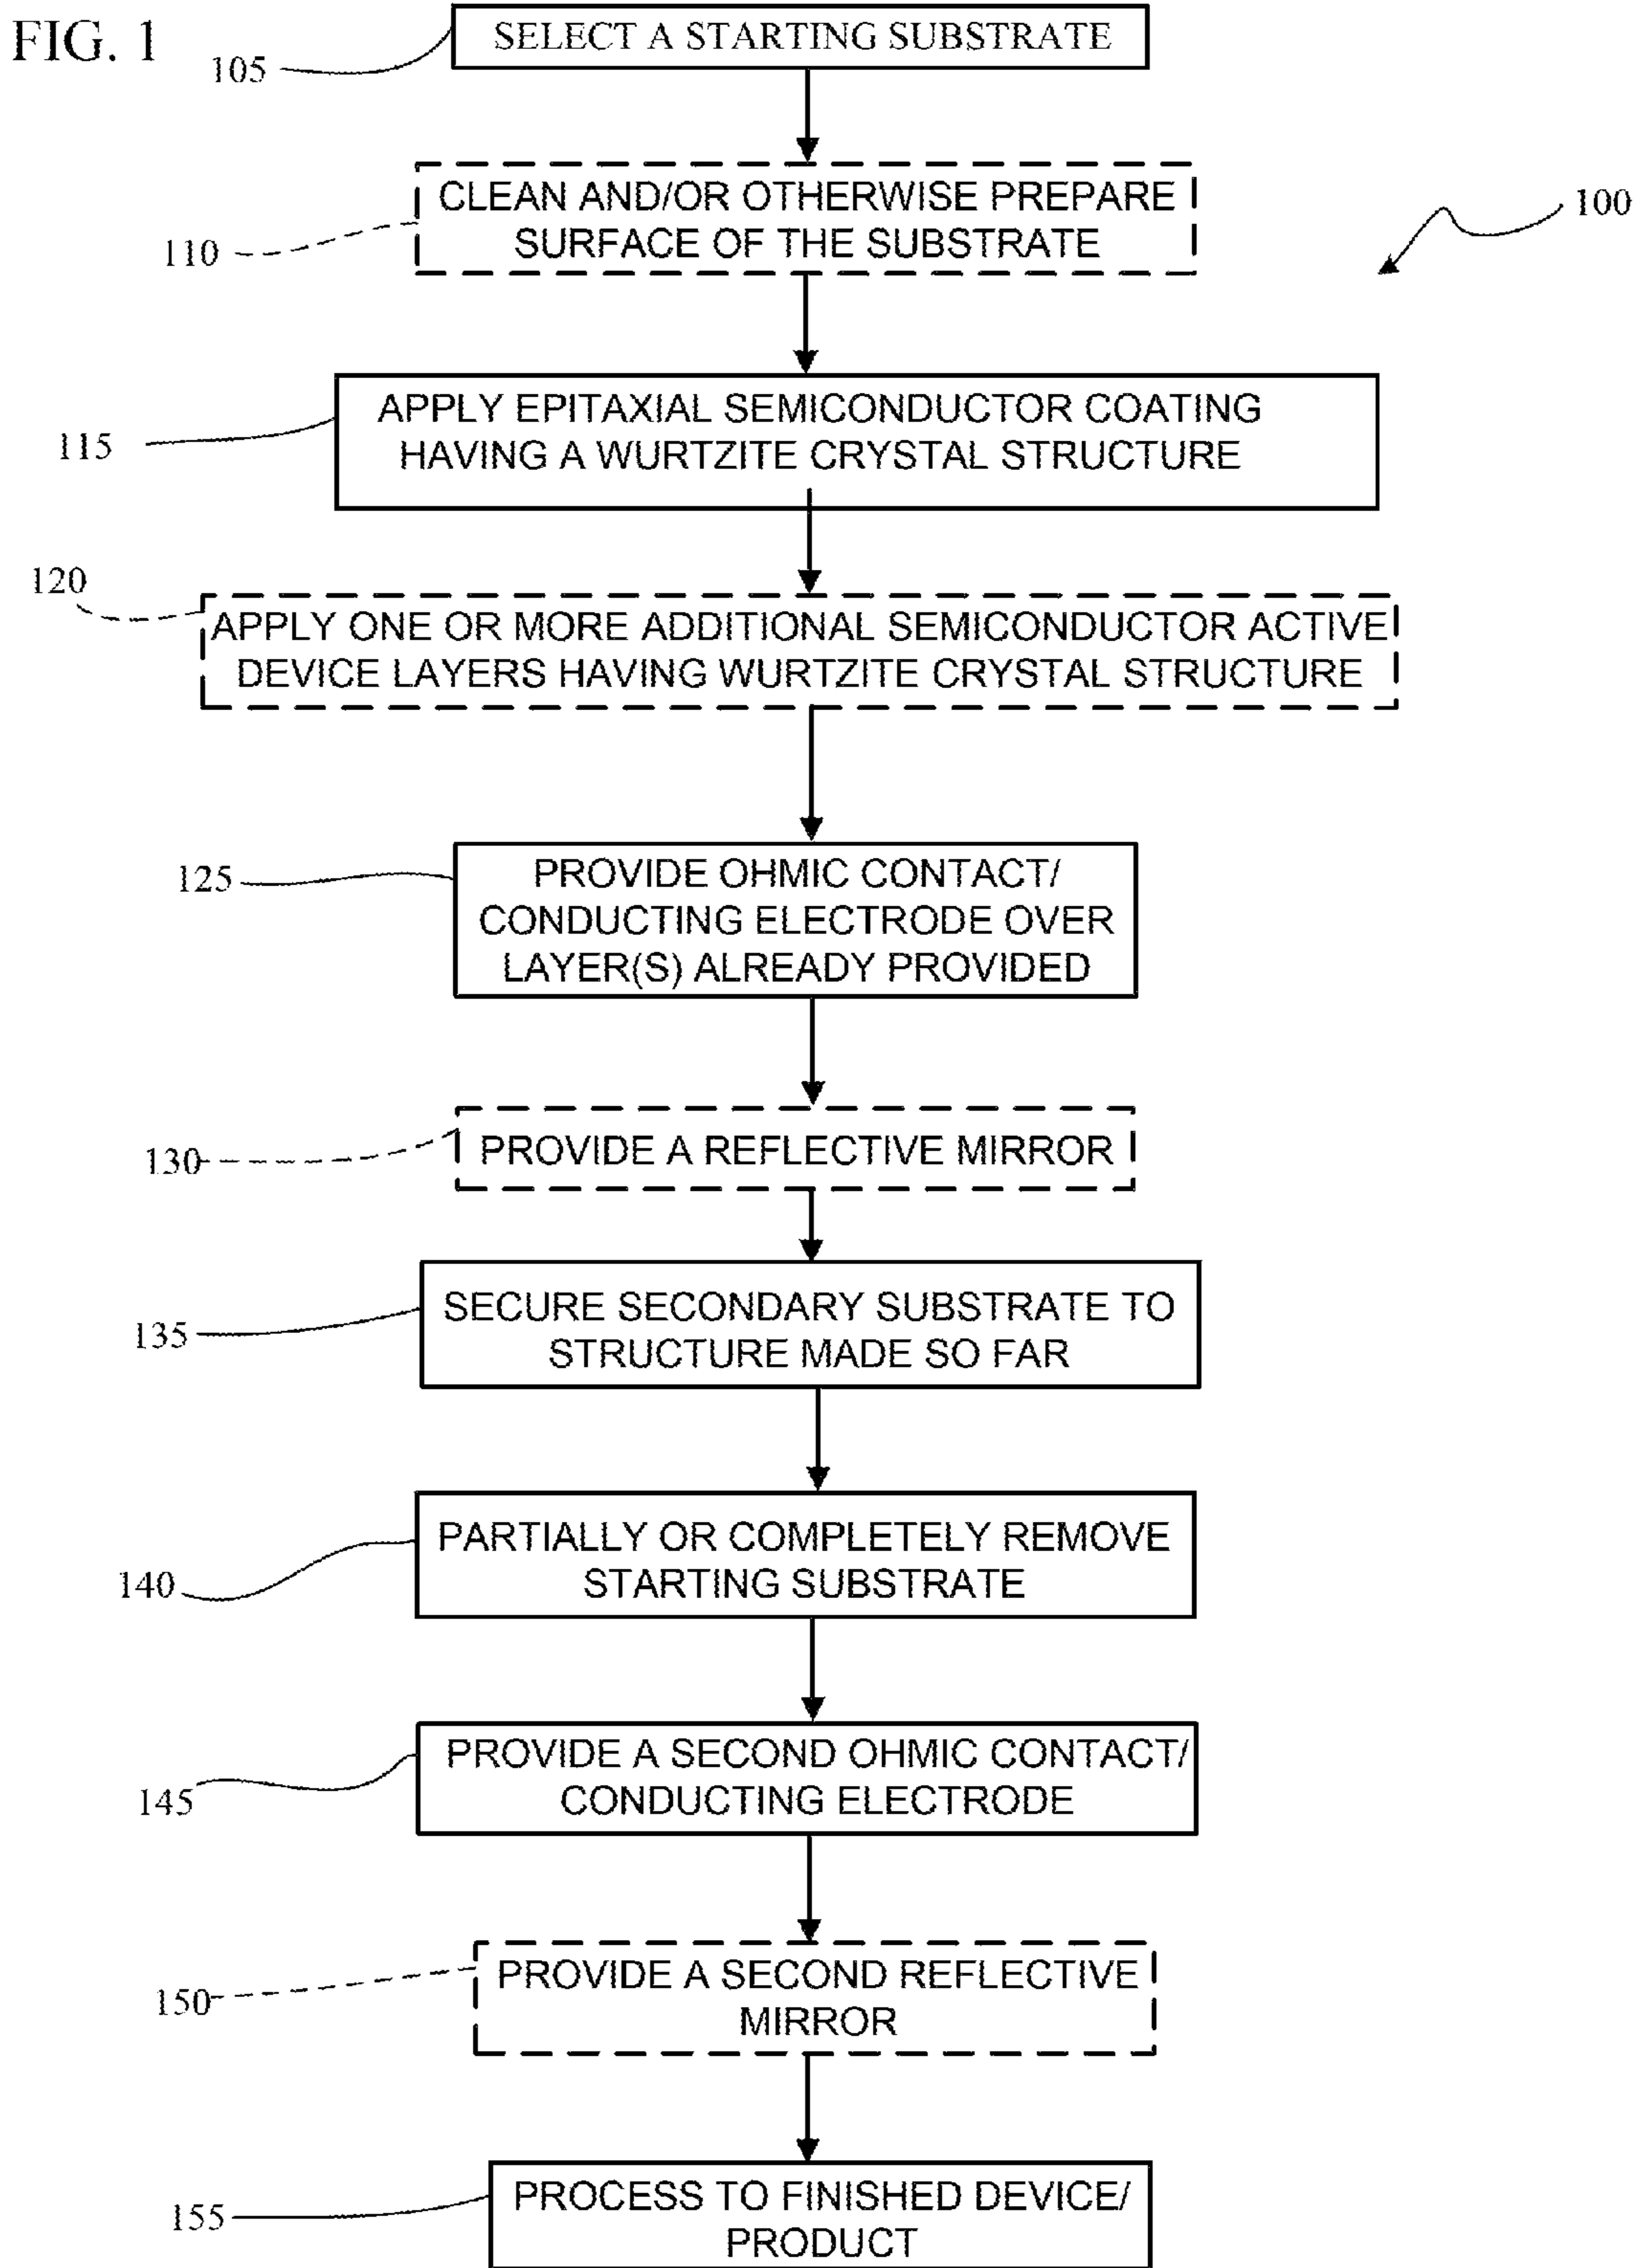 FIG. 1
105
SELECT A STARTING SUBSTRATE
100
110
CLEAN AND/OR OTHERWISE PREPARE
SURFACE OF THE SUBSTRATE
115
APPLY EPITAXIAL SEMICONDUCTOR COATING
HAVING A WURTZITE CRYSTAL STRUCTURE
120
APPLY ONE OR MORE ADDITIONAL SEMICONDUCTOR ACTIVE
DEVICE LAYERS HAVING WURTZITE CRYSTAL STRUCTURE
125
PROVIDE OHMIC CONTACT/
CONDUCTING ELECTRODE OVER
LAYER(S) ALREADY PROVIDED
130
PROVIDE A REFLECTIVE MIRROR
135
SECURE SECONDARY SUBSTRATE TO
STRUCTURE MADE SO FAR
140
PARTIALLY OR COMPLETELY REMOVE
STARTING SUBSTRATE
145
PROVIDE A SECOND OHMIC CONTACT/
CONDUCTING ELECTRODE
150
PROVIDE A SECOND REFLECTIVE
MIRROR
155
PROCESS TO FINISHED DEVICE/
PRODUCT